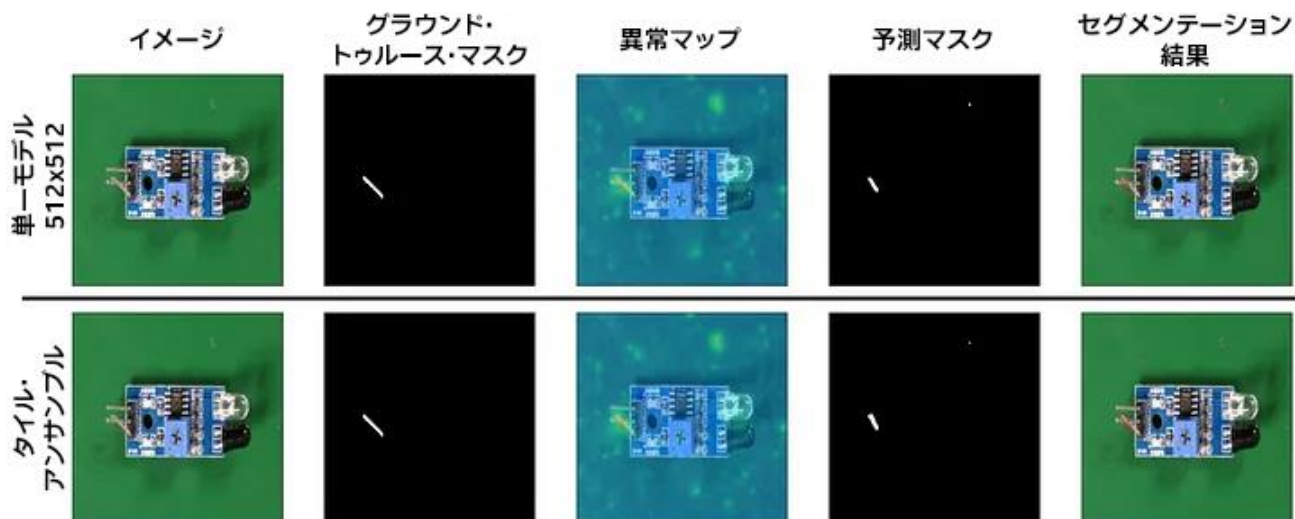 イメージ
グラウンド・
トゥルース・マスク
異常マップ
予測マスク
セグメンテーション
結果
単一モデル
512x512
タイル・
アンサンブル